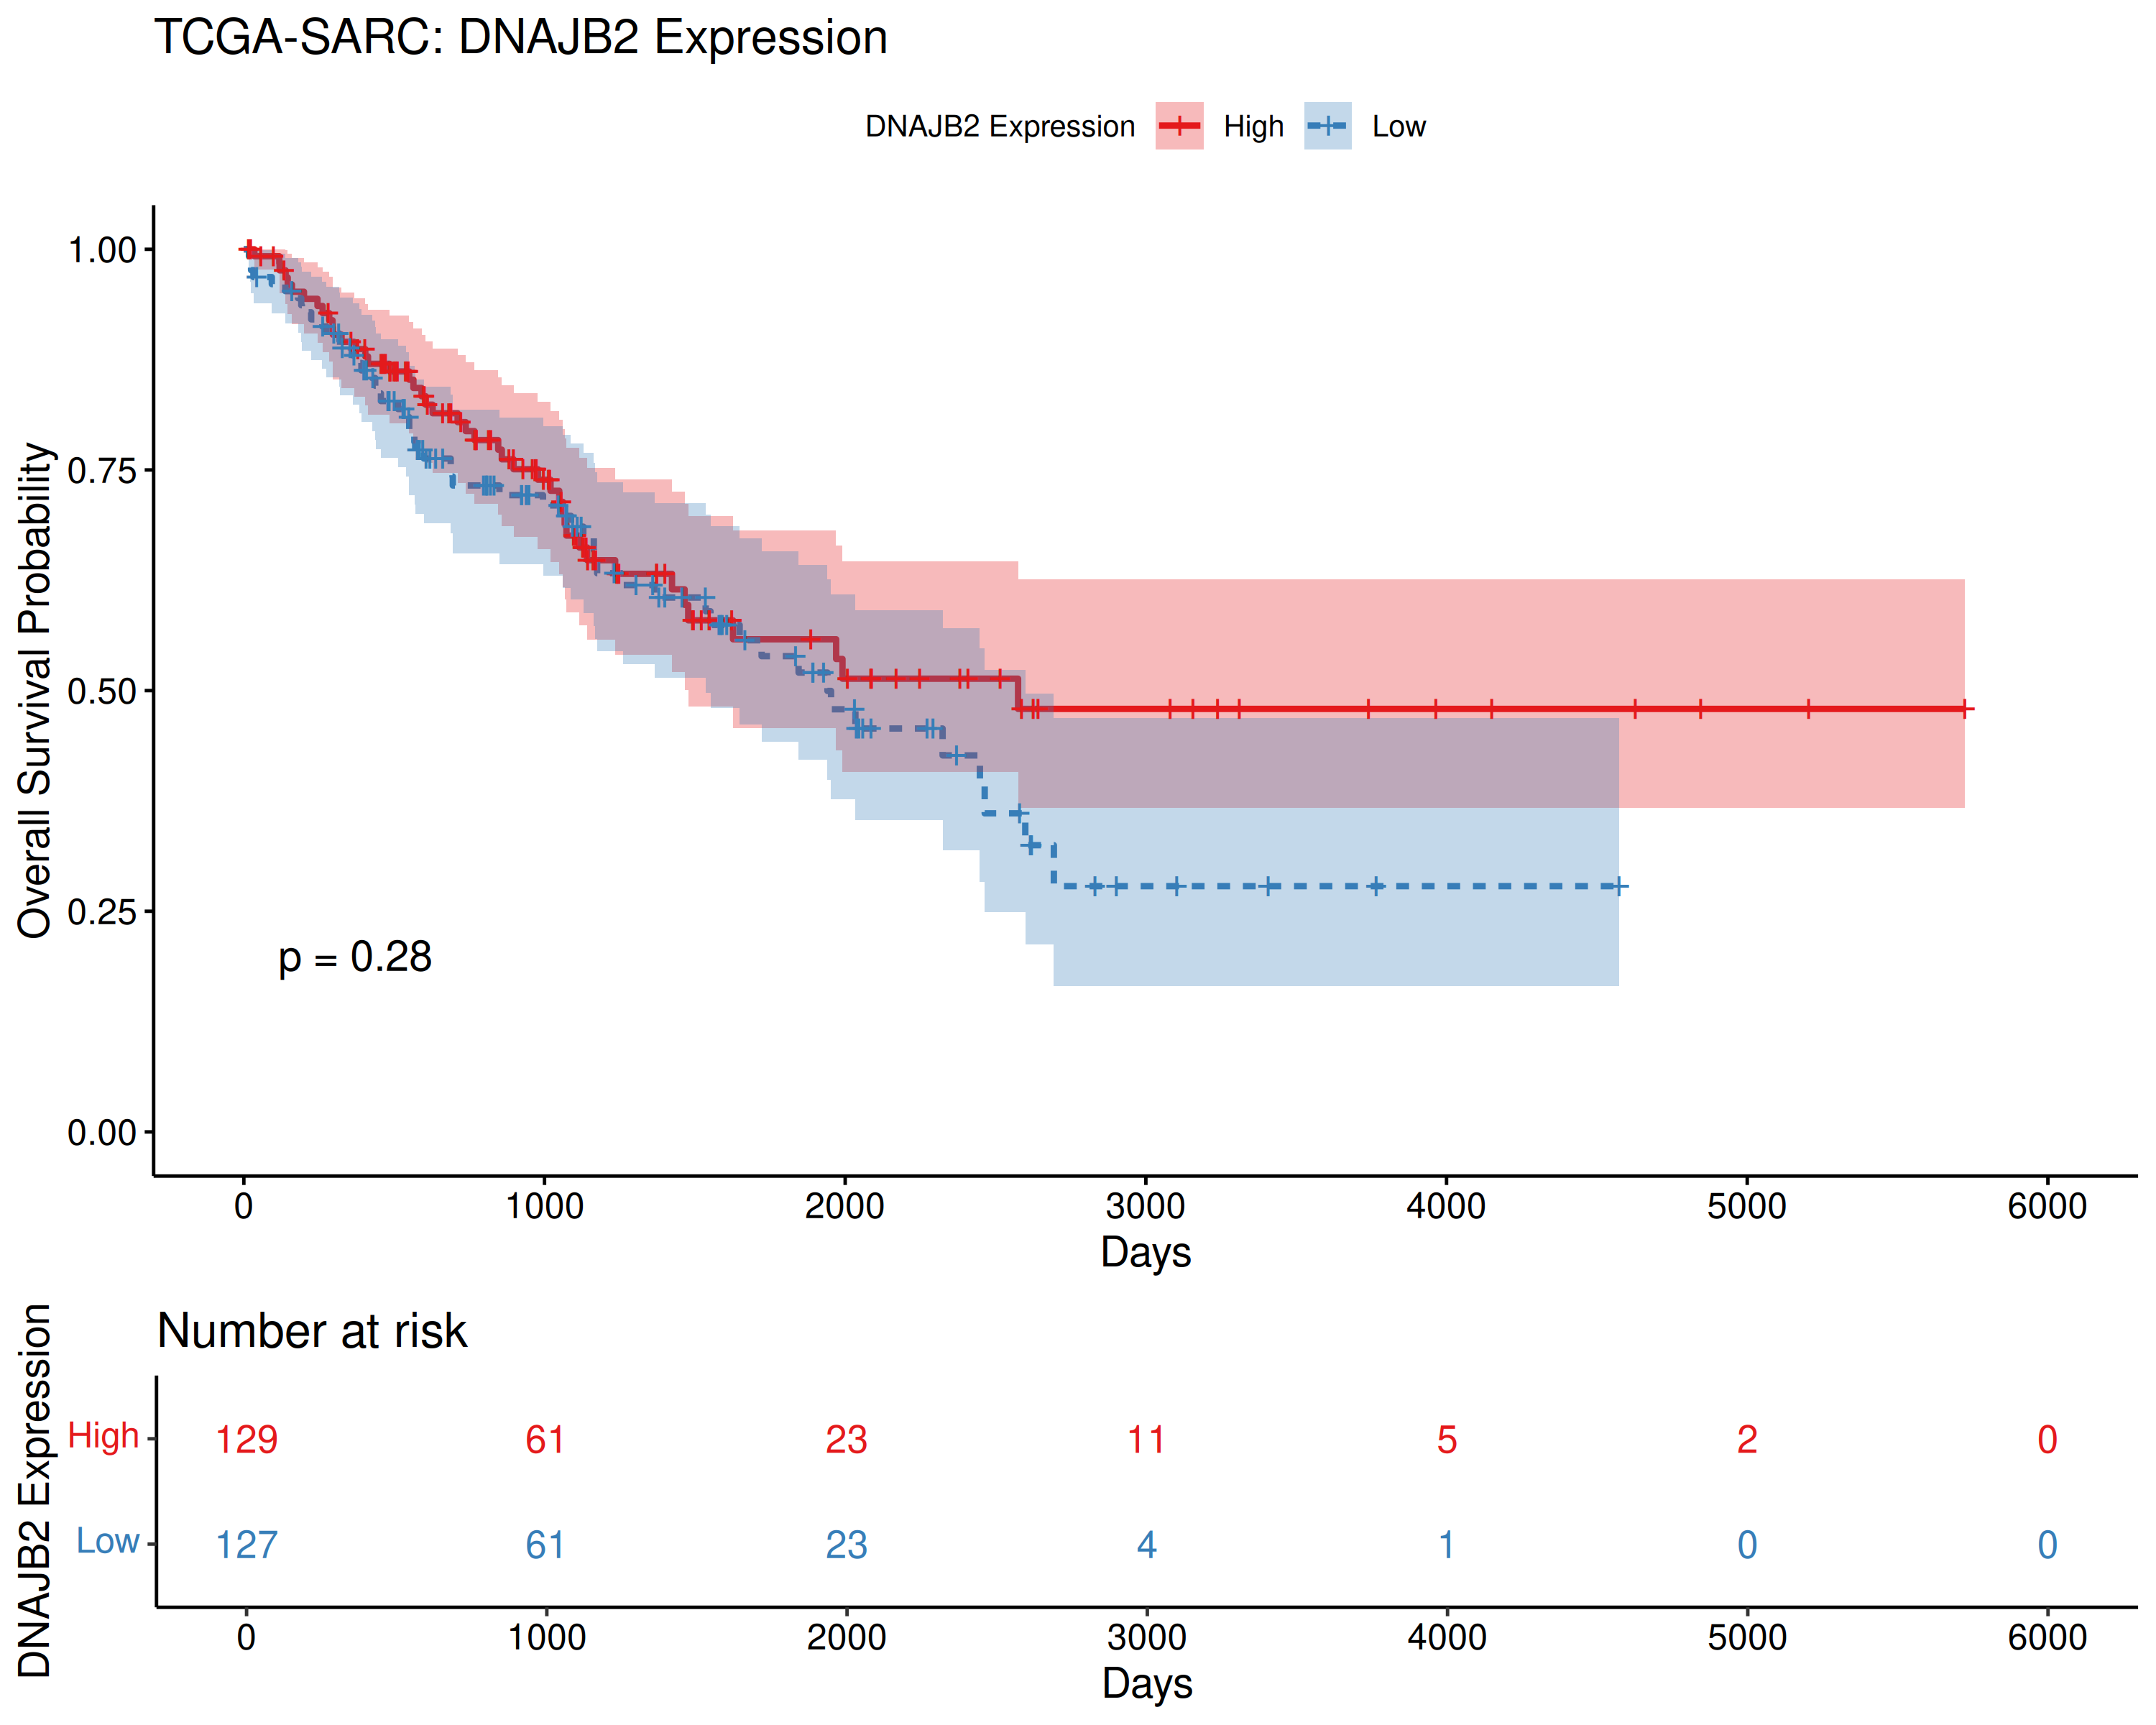 TCGA-SARC: DNAJB2 Expression
DNAJB2 Expression High Low
Overall Survival Probability
1.00
0.75
0.50
0.25
0.00
p = 0.28
0 1000 2000 3000 4000 5000 6000
Days
Number at risk
DNAJB2 Expression
High 129 61 23 11 5 2 0
Low 127 61 23 4 1 0 0
0 1000 2000 3000 4000 5000 6000
Days